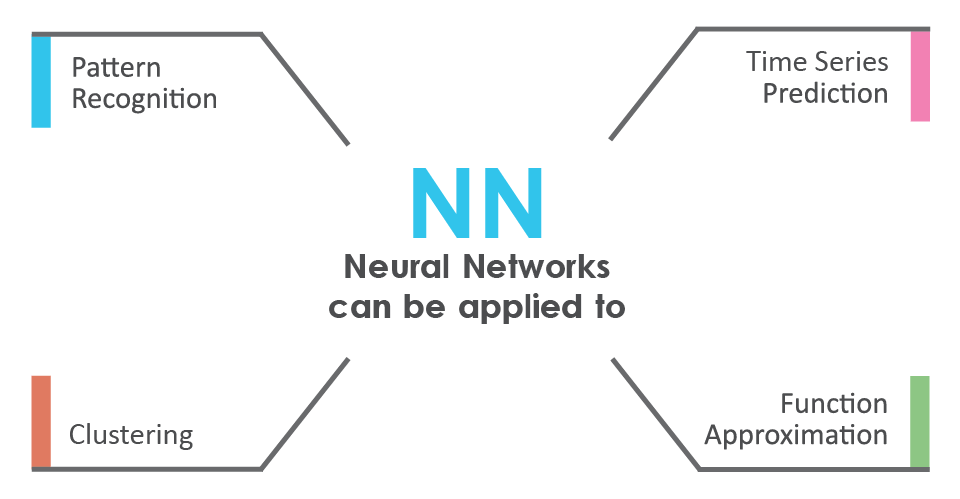 Pattern
Recognition
Time Series
Prediction
NN
Neural Networks
can be applied to
Clustering
Function
Approximation